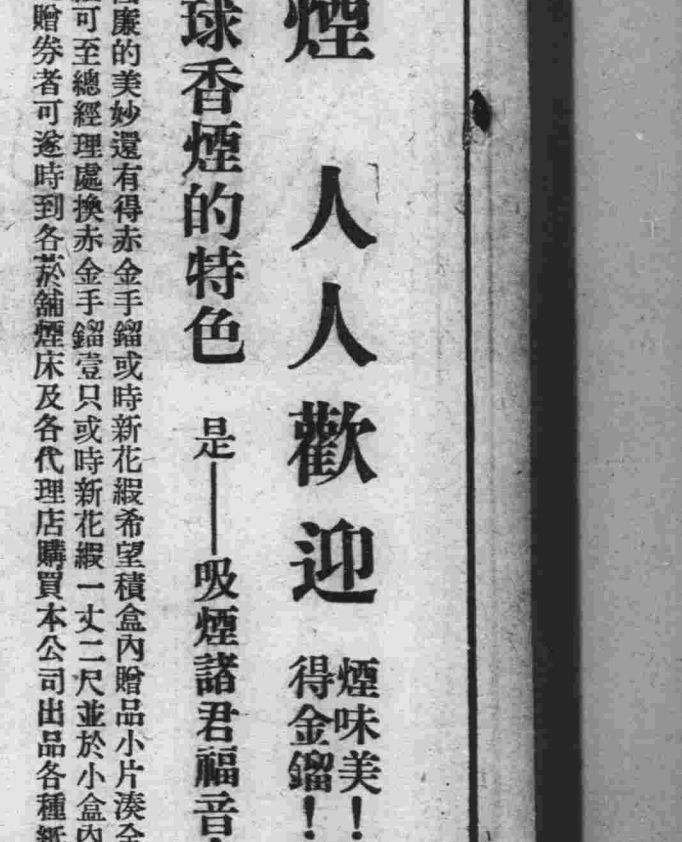 煙 人人歡迎
煙味美！
得金鎦！
球香煙的特色 是——吸煙諸君福音
廉的美妙還有得赤金手鎦或時新花緞希望積盒內贈品小片湊全
可至總經理處換赤金手鎦壹只或時新花緞一丈二尺並於小盒內
贈券者可遂時到各菸舖煙床及各代理店購買本公司出品各種紙